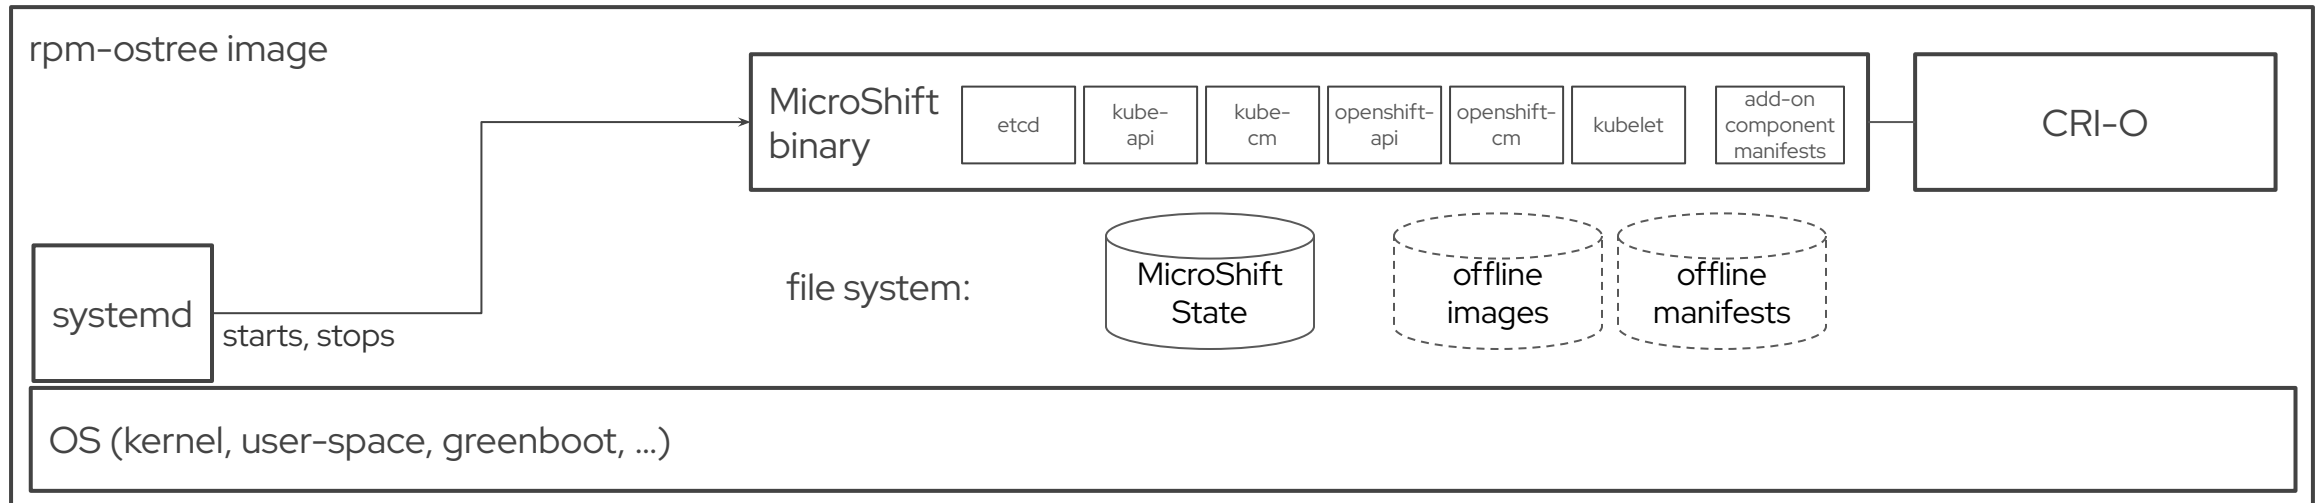 rpm-ostree image
MicroShift
binary
etcd
kube-
api
kube-
cm
openshift-
api
openshift-
cm
kubelet
add-on
component
manifests
CRI-O
systemd
starts, stops
file system:
MicroShift
State
offline
images
offline
manifests
OS (kernel, user-space, greenboot, ...)